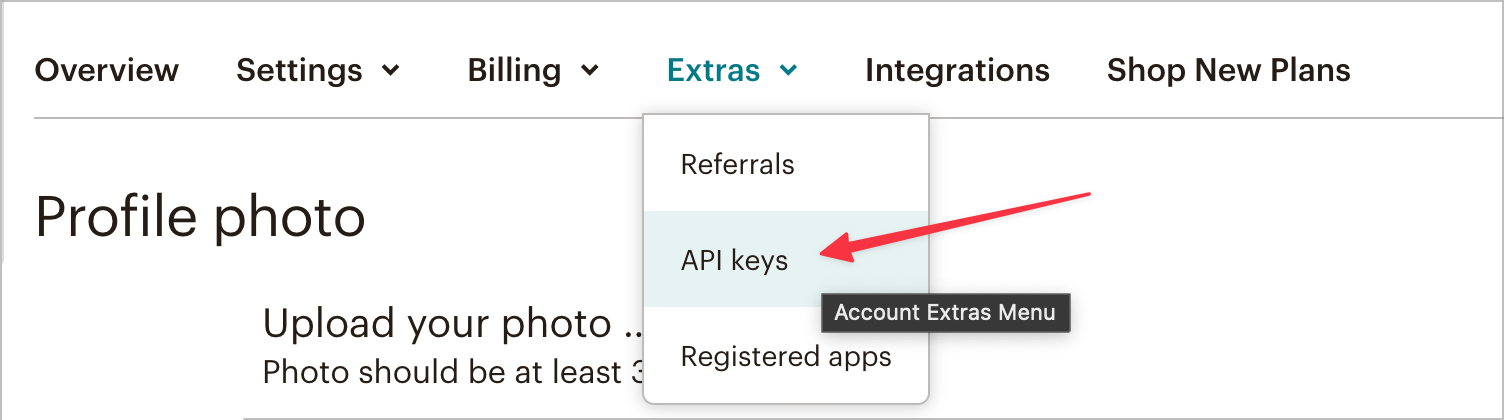 Overview Settings Billing Extras Integrations Shop New Plans
Referrals
Profile photo
API keys
Account Extras Menu
Upload your photo ..
Photo should be at least
Registered apps